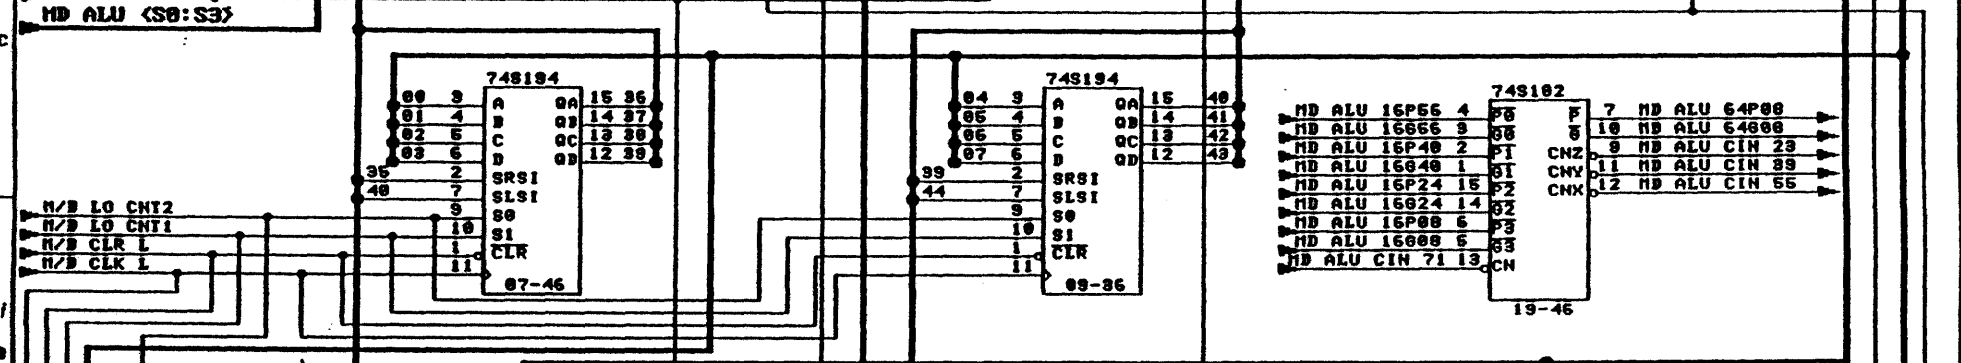 MD ALU <S0:S3>
74S194
00 3 A QA 15 36
01 4 B QB 14 37
02 5 C QC 13 38
03 6 D QD 12 39
35 2 SRSI
40 7 SLSI
9 S0
10 S1
1 CLR
11
07-46
M/D LO CNT2
M/D LO CNT1
M/D CLR L
M/D CLK L
74S194
04 3 A QA 15 40
05 4 B QB 14 41
06 5 C QC 13 42
07 6 D QD 12 43
39 2 SRSI
44 7 SLSI
9 S0
10 S1
1 CLR
11
09-36
74S182
MD ALU 16P56 4 P0 P 7 MD ALU 64P08
MD ALU 16G56 3 G0 G 10 MD ALU 64G08
MD ALU 16P40 2 P1 CNZ 9 MD ALU CIN 23
MD ALU 16G40 1 G1 CNY 11 MD ALU CIN 39
MD ALU 16P24 15 P2 CNX 12 MD ALU CIN 55
MD ALU 16G24 14 G2
MD ALU 16P08 6 P3
MD ALU 16G08 5 G3
MD ALU CIN 71 13 CN
19-46